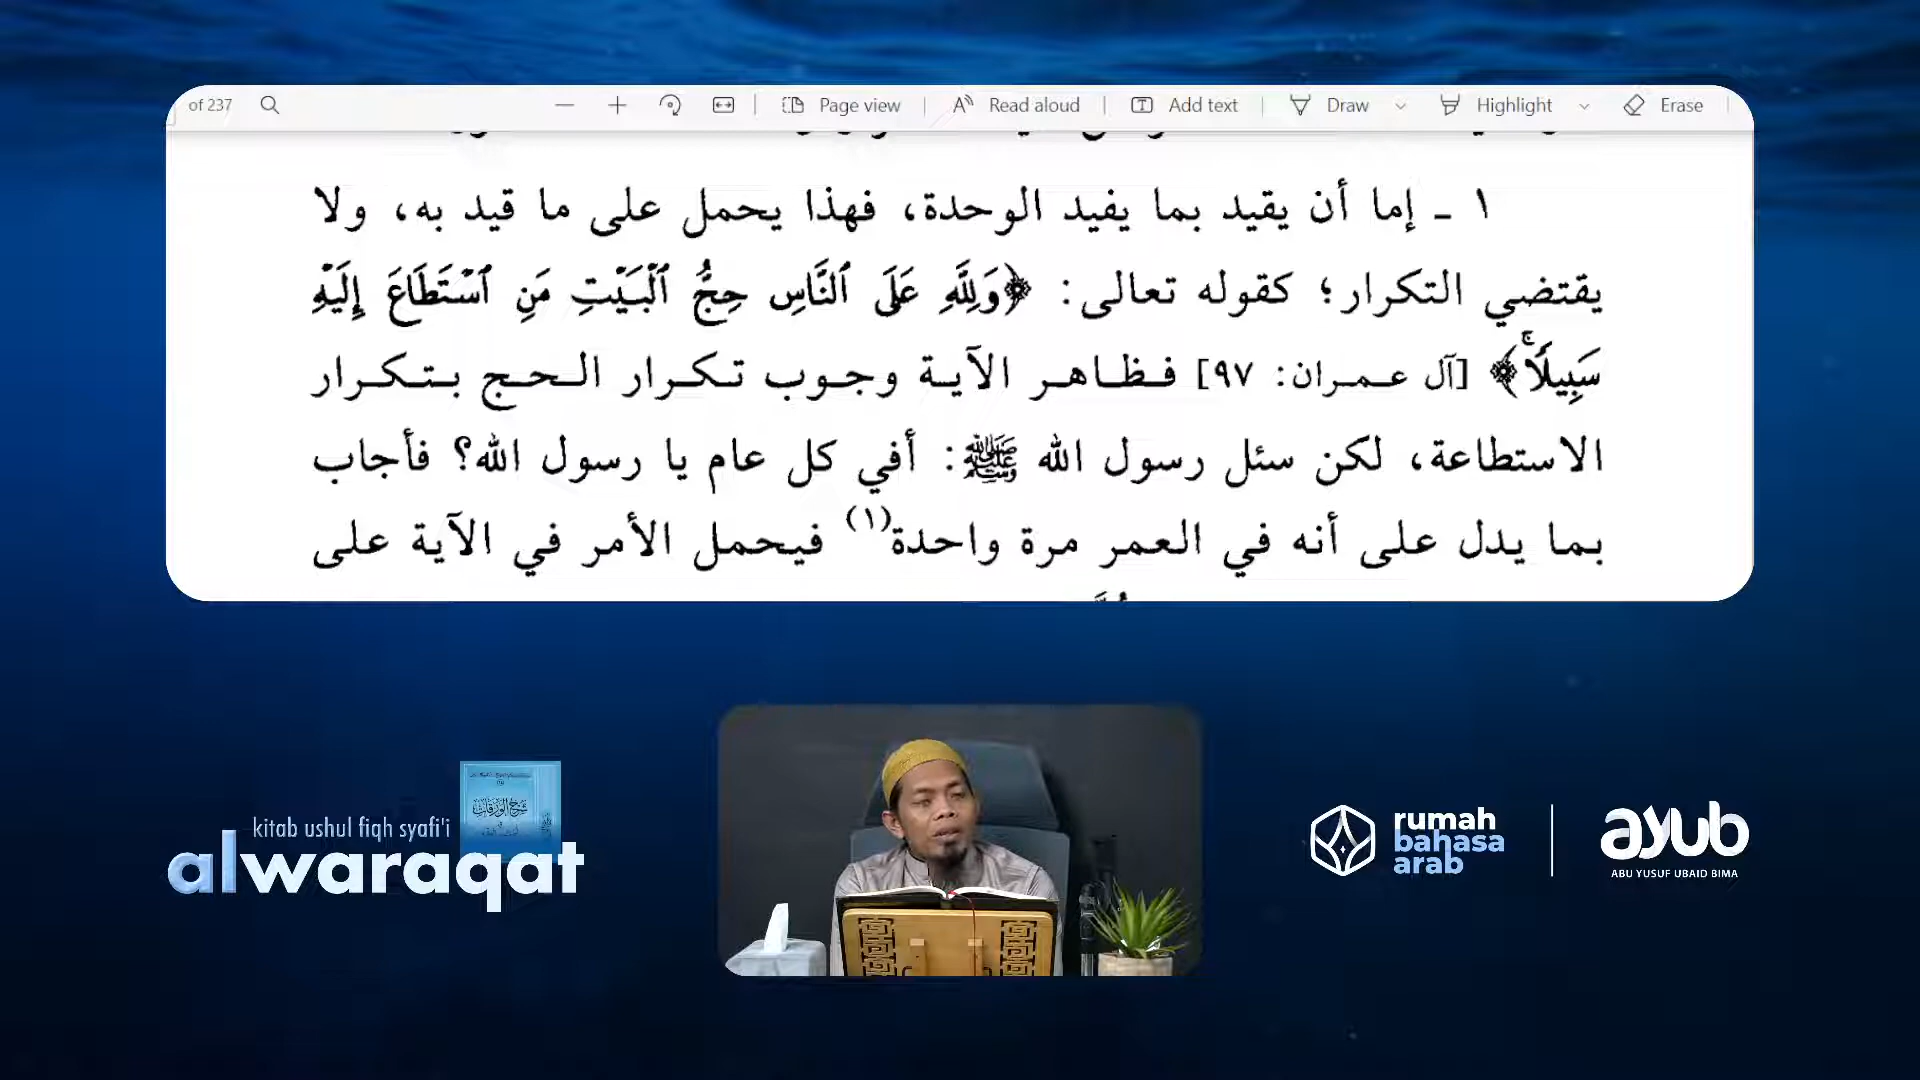 of 237
Page view
Read aloud
Add text
Draw
Highlight
Erase
١ ـ إما أن يقيد بما يفيد الوحدة، فهذا يحمل على ما قيد به، ولا
يقتضي التكرار؛ كقوله تعالى: ﴿وَلِلَّهِ عَلَى ٱلنَّاسِ حِجُّ ٱلْبَيْتِ مَنِ ٱسْتَطَاعَ إِلَيْهِ
سَبِيلًاۚ﴾ [آل عمران: ٩٧] فظاهر الآية وجوب تكرار الحج بتكرار
الاستطاعة، لكن سئل رسول الله ﷺ: أفي كل عام يا رسول الله؟ فأجاب
بما يدل على أنه في العمر مرة واحدة(١) فيحمل الأمر في الآية على
kitab ushul fiqh syafi'i
alwaraqat
شرح الورقات
rumah
bahasa
arab
ayub
ABU YUSUF UBAID BIMA